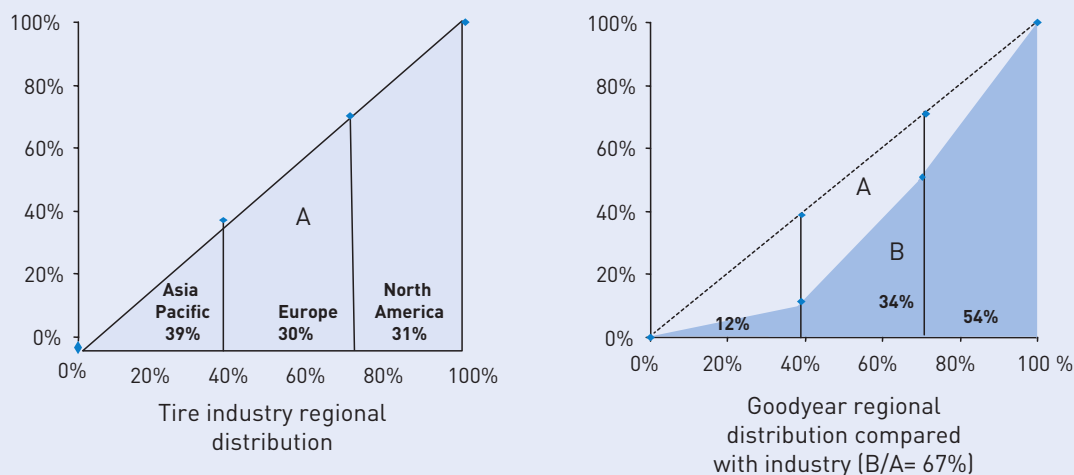 100%
80%
60%
40%
20%
0%
A
Asia
Pacific
39%
Europe
30%
North
America
31%
0% 20% 40% 60% 80% 100%
Tire industry regional
distribution
100%
80%
60%
40%
20%
0%
A
B
12%
34%
54%
0% 20% 40% 60% 80% 100 %
Goodyear regional
distribution compared
with industry (B/A= 67%)